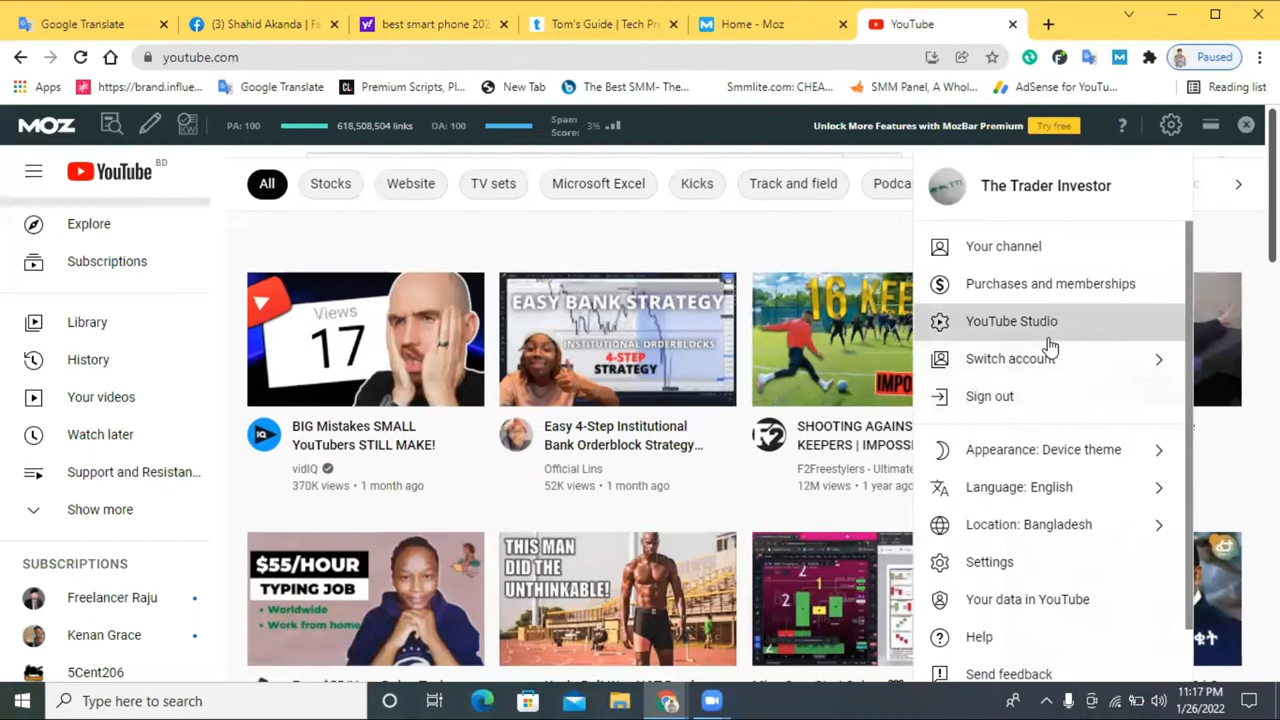 Google Translate
(3) Shahid Akanda | Fa
best smart phone 202
Tom's Guide | Tech Pr
Home - Moz
YouTube
youtube.com
Paused
Apps
https://brand.influe...
Google Translate
Premium Scripts, Pl...
New Tab
The Best SMM- The...
Smmlite.com: CHEA...
SMM Panel, A Whol...
AdSense for YouTu...
Reading list
MOZ
PA: 100
618,508,504 links
DA: 100
Spam
Score:
3%
Unlock More Features with MozBar Premium
Try free
YouTube
BD
Explore
Subscriptions
Library
History
Your videos
Watch later
Support and Resistan...
Show more
SUBSCRIPTIONS
Freelancer Raju
Kenan Grace
5Cent206
All
Stocks
Website
TV sets
Microsoft Excel
Kicks
Track and field
Podca
Views
17
BIG Mistakes SMALL
YouTubers STILL MAKE!
vidIQ
370K views • 1 month ago
EASY BANK STRATEGY
INSTITUTIONAL ORDERBLOCKS
4-STEP
STRATEGY
Easy 4-Step Institutional
Bank Orderblock Strategy...
Official Lins
52K views • 1 month ago
16 KEE
IMPO
SHOOTING AGAINS
KEEPERS | IMPOSS
F2Freestylers - Ultimate
12M views • 1 year ago
$55/HOUR
TYPING JOB
• Worldwide
• Work from home
THIS MAN
DID THE
UNTHINKABLE!
2
1
2
The Trader Investor
Your channel
Purchases and memberships
YouTube Studio
Switch account
Sign out
Appearance: Device theme
Language: English
Location: Bangladesh
Settings
Your data in YouTube
Help
Send feedback
Type here to search
11:17 PM
1/26/2022